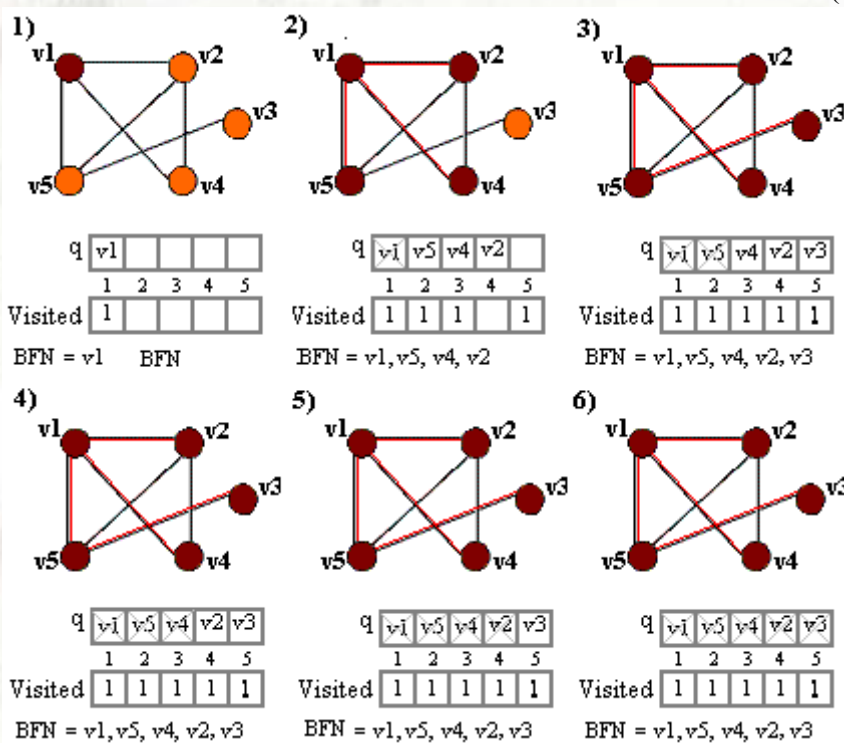 1) 2) 3)
v1 v2 v1 v2 v1 v2
v3 v3 v3
v5 v4 v5 v4 v5 v4
q v1 q v1 v5 v4 v2 q v1 v5 v4 v2 v3
1 2 3 4 5 1 2 3 4 5 1 2 3 4 5
Visited 1 Visited 1 1 1 1 Visited 1 1 1 1 1
BFN = v1 BFN BFN = v1, v5, v4, v2 BFN = v1, v5, v4, v2, v3
4) 5) 6)
v1 v2 v1 v2 v1 v2
v3 v3 v3
v5 v4 v5 v4 v5 v4
q v1 v5 v4 v2 v3 q v1 v5 v4 v2 v3 q v1 v5 v4 v2 v3
1 2 3 4 5 1 2 3 4 5 1 2 3 4 5
Visited 1 1 1 1 1 Visited 1 1 1 1 1 Visited 1 1 1 1 1
BFN = v1, v5, v4, v2, v3 BFN = v1, v5, v4, v2, v3 BFN = v1, v5, v4, v2, v3